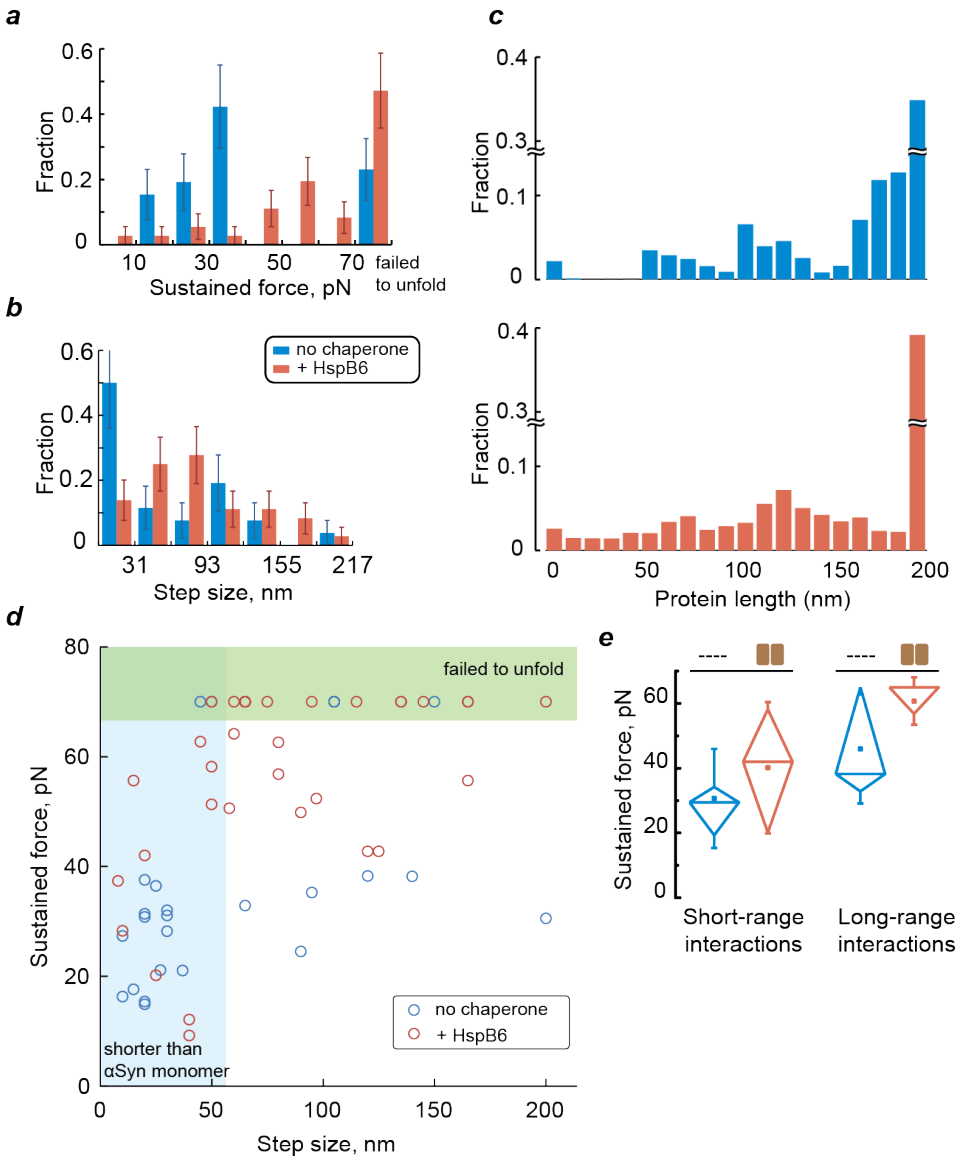 a
0.6
0.4
0.2
0
Fraction
10 30 50 70 failed
to unfold
Sustained force, pN
b
0.6
0.4
0.2
0
Fraction
no chaperone
+ HspB6
31 93 155 217
Step size, nm
c
0.4
0.3
0.1
0
Fraction
0.4
0.3
0.1
0
Fraction
0 50 100 150 200
Protein length (nm)
d
80
60
40
20
0
Sustained force, pN
failed to unfold
shorter than
αSyn monomer
no chaperone
+ HspB6
0 50 100 150 200
Step size, nm
e
60
40
20
0
Sustained force, pN
Short-range
interactions
Long-range
interactions